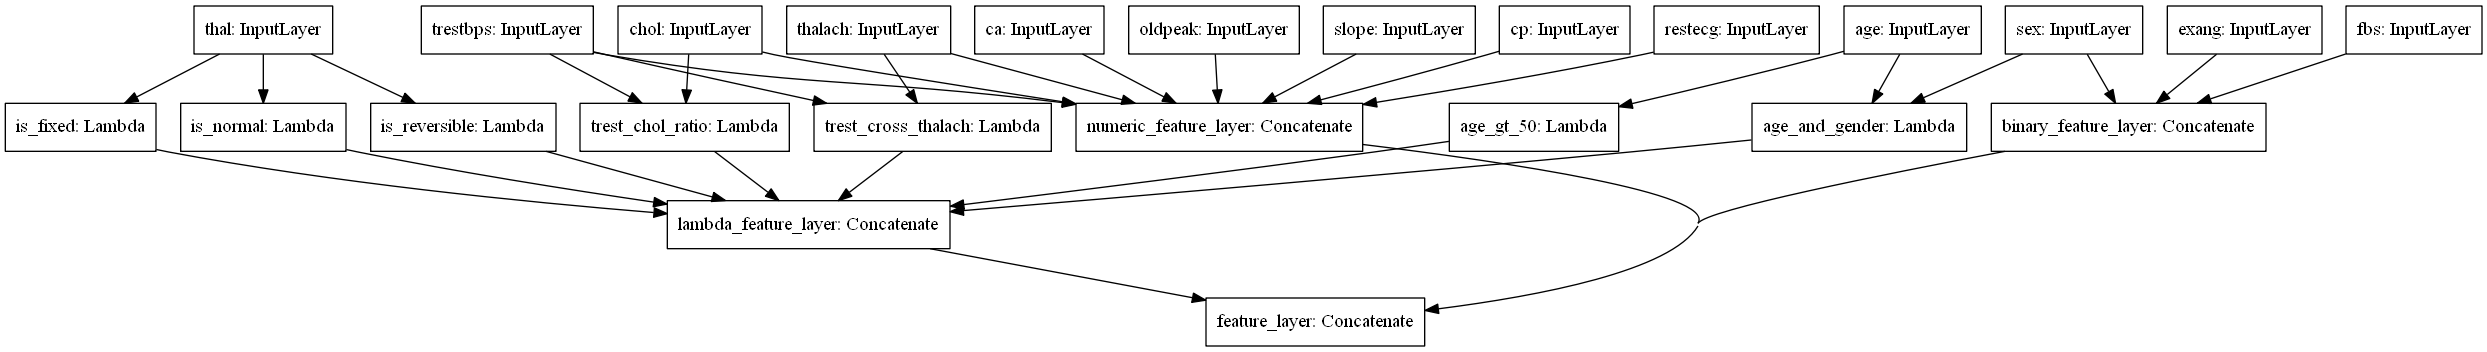 thal: InputLayer
trestbps: InputLayer
chol: InputLayer
thalach: InputLayer
ca: InputLayer
oldpeak: InputLayer
slope: InputLayer
cp: InputLayer
restecg: InputLayer
age: InputLayer
sex: InputLayer
exang: InputLayer
fbs: InputLayer
is_fixed: Lambda
is_normal: Lambda
is_reversible: Lambda
trest_chol_ratio: Lambda
trest_cross_thalach: Lambda
numeric_feature_layer: Concatenate
age_gt_50: Lambda
age_and_gender: Lambda
binary_feature_layer: Concatenate
lambda_feature_layer: Concatenate
feature_layer: Concatenate